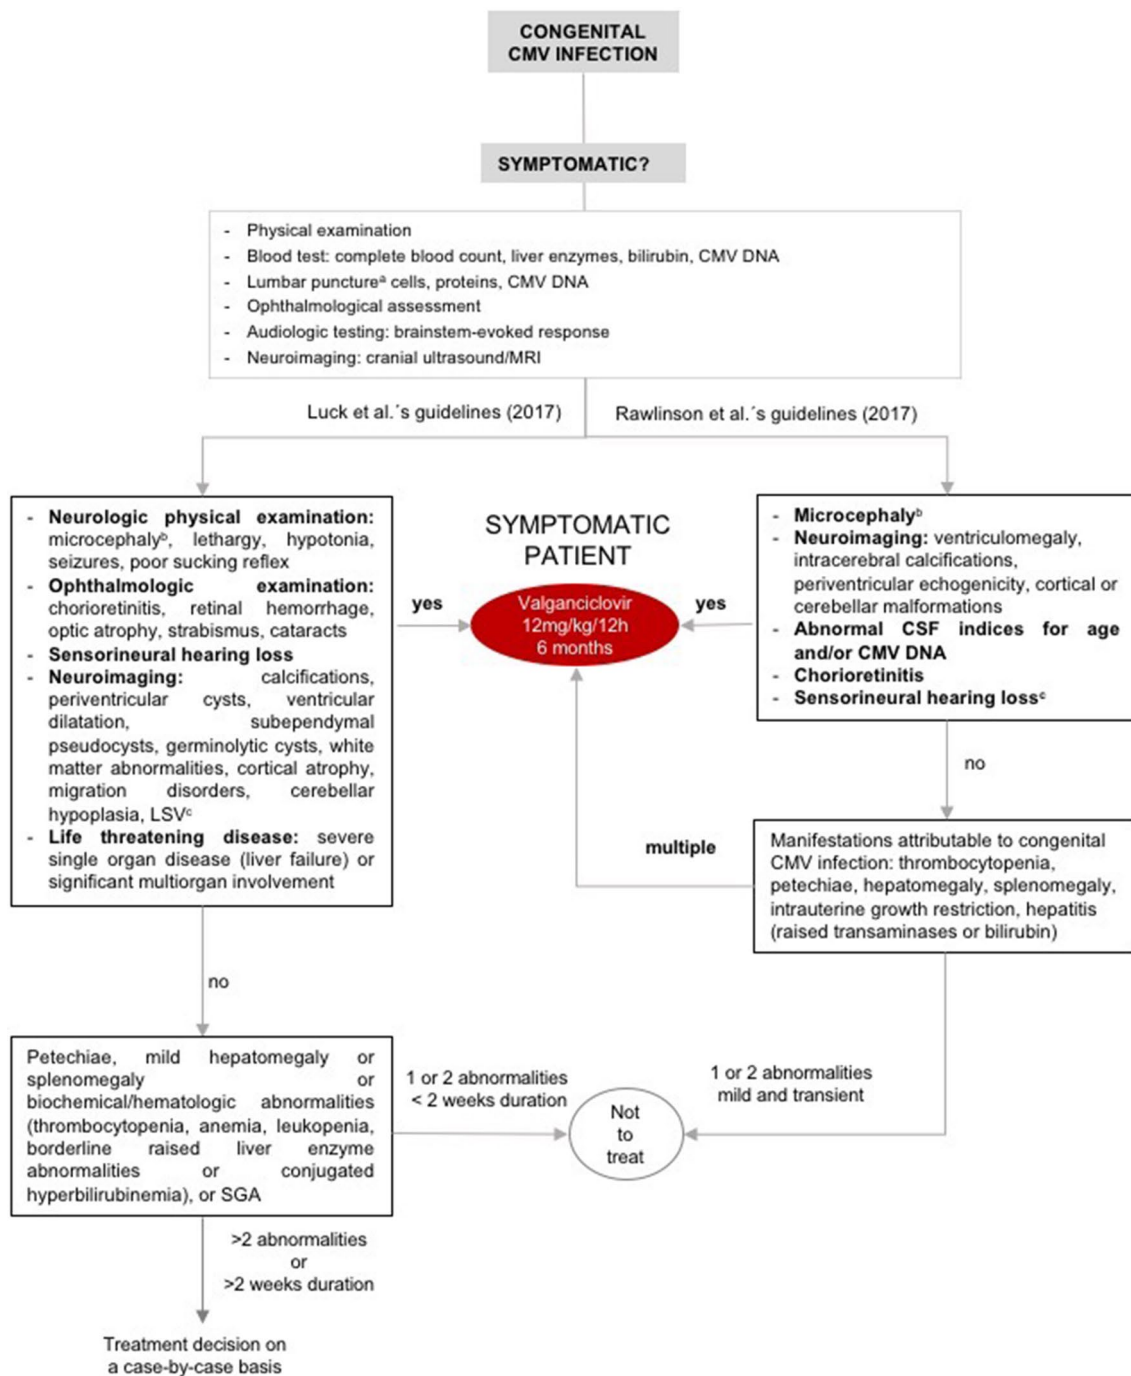 CONGENITAL
CMV INFECTION
SYMPTOMATIC?
- Physical examination
- Blood test: complete blood count, liver enzymes, bilirubin, CMV DNA
- Lumbar punctureᵃ cells, proteins, CMV DNA
- Ophthalmological assessment
- Audiologic testing: brainstem-evoked response
- Neuroimaging: cranial ultrasound/MRI
Luck et al.´s guidelines (2017)
Rawlinson et al.´s guidelines (2017)
- Neurologic physical examination:
microcephalyᵇ, lethargy, hypotonia,
seizures, poor sucking reflex
- Ophthalmologic examination:
chorioretinitis, retinal hemorrhage,
optic atrophy, strabismus, cataracts
- Sensorineural hearing loss
- Neuroimaging: calcifications,
periventricular cysts, ventricular
dilatation, subependymal
pseudocysts, germinolytic cysts, white
matter abnormalities, cortical atrophy,
migration disorders, cerebellar
hypoplasia, LSVᶜ
- Life threatening disease: severe
single organ disease (liver failure) or
significant multiorgan involvement
yes
SYMPTOMATIC
PATIENT
Valganciclovir
12mg/kg/12h
6 months
yes
- Microcephalyᵇ
- Neuroimaging: ventriculomegaly,
intracerebral calcifications,
periventricular echogenicity, cortical or
cerebellar malformations
- Abnormal CSF indices for age
and/or CMV DNA
- Chorioretinitis
- Sensorineural hearing lossᶜ
no
multiple
Manifestations attributable to congenital
CMV infection: thrombocytopenia,
petechiae, hepatomegaly, splenomegaly,
intrauterine growth restriction, hepatitis
(raised transaminases or bilirubin)
no
Petechiae, mild hepatomegaly or
splenomegaly or
biochemical/hematologic abnormalities
(thrombocytopenia, anemia, leukopenia,
borderline raised liver enzyme
abnormalities or conjugated
hyperbilirubinemia), or SGA
1 or 2 abnormalities
< 2 weeks duration
Not
to
treat
1 or 2 abnormalities
mild and transient
>2 abnormalities
or
>2 weeks duration
Treatment decision on
a case-by-case basis